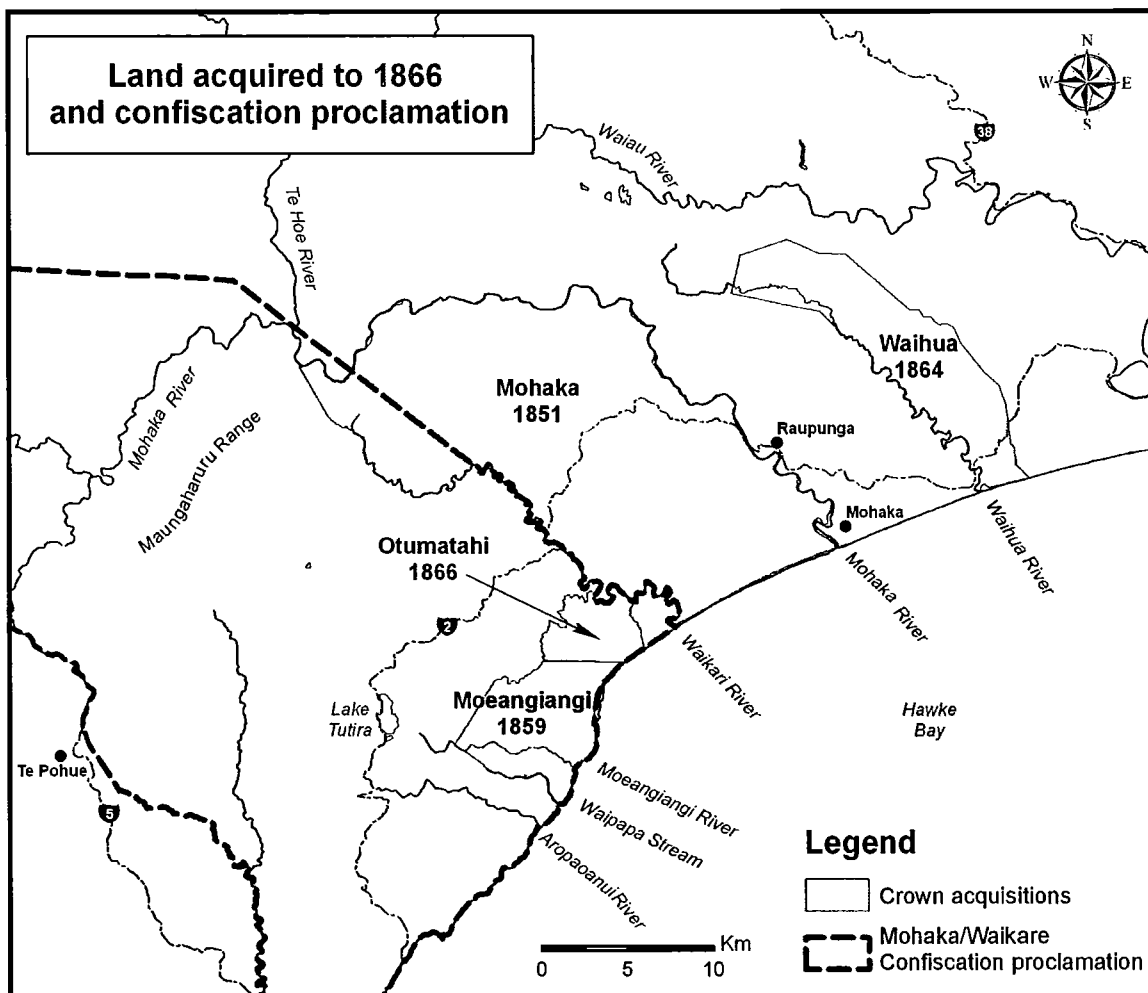 Land acquired to 1866
and confiscation proclamation
N
W
E
S
38
Waiau River
Te Hoe River
Waihua
1864
Mohaka
1851
Mohaka River
Maungaharuru Range
Raupunga
Mohaka
Waihua River
Mohaka River
Otumatahi
1866
2
Waikari River
Moeangiangi
1859
Lake
Tutira
Hawke
Bay
Te Pohue
5
Moeangiangi River
Waipapa Stream
Aropaoanui River
Legend
Crown acquisitions
Mohaka/Waikare
Confiscation proclamation
Km
0
5
10